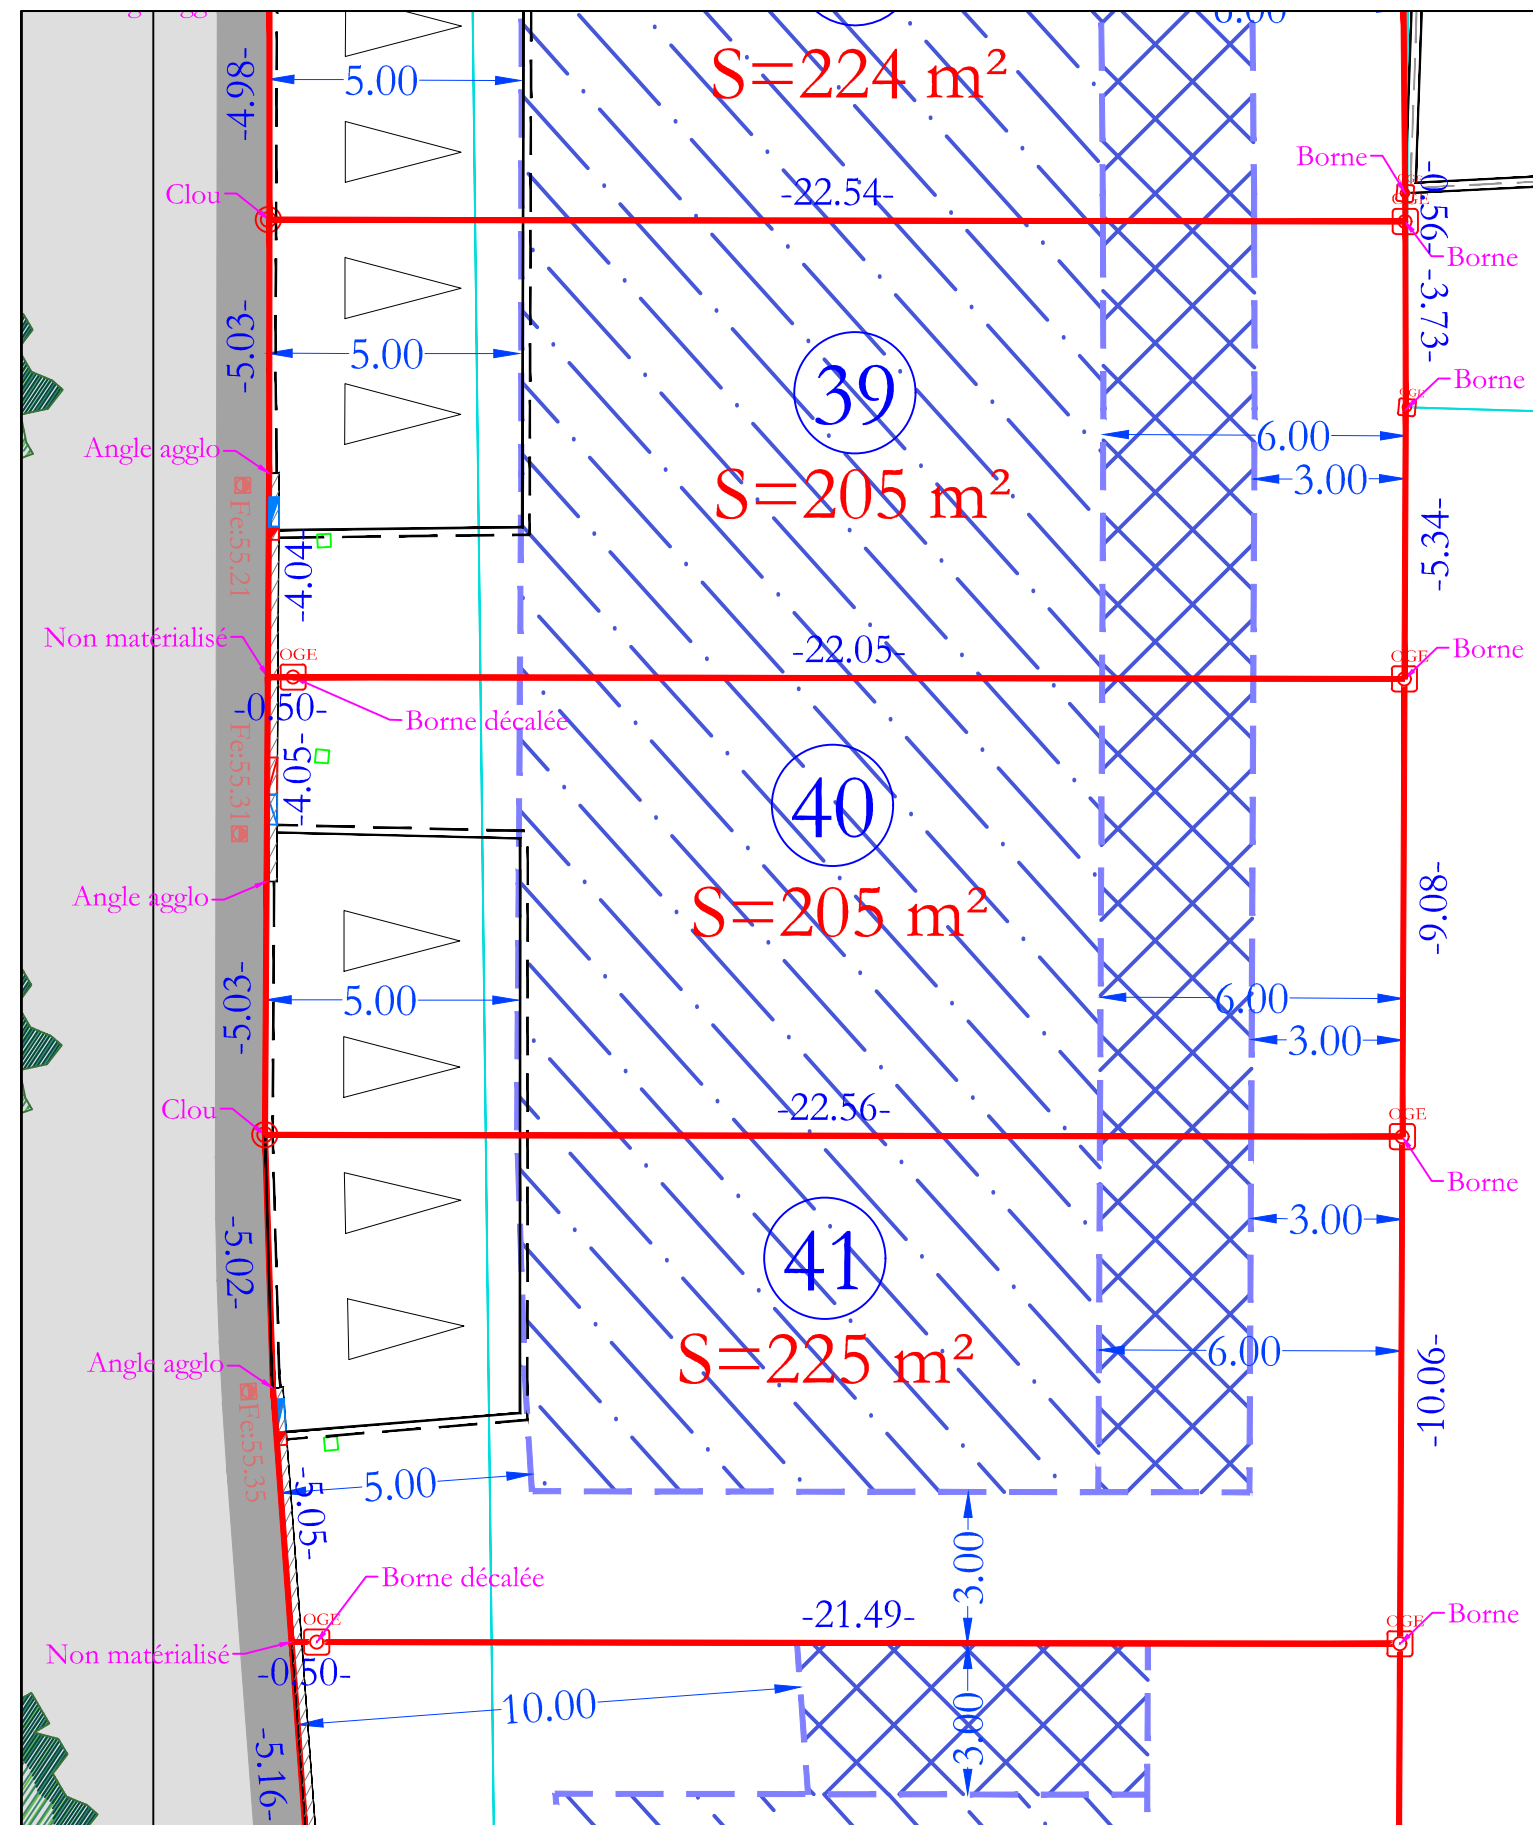 6.00
S=224 m²
-4.98-
5.00
Borne
Clou
-22.54-
OGE
-0.56-
Borne
-5.03-
5.00
39
-3.73-
Borne
OGE
Angle agglo
6.00
3.00
S=205 m²
Fe:55.21
-4.04-
-5.34-
Non matérialisé
OGE
-22.05-
OGE
Borne
-0.50-
Borne décalée
Fe:55.31
-4.05-
40
Angle agglo
S=205 m²
-9.08-
-5.03-
5.00
6.00
3.00
Clou
-22.56-
OGE
Borne
-5.02-
41
3.00
Angle agglo
S=225 m²
6.00
-10.06-
Fe:55.35
5.00
-5.05-
3.00
Borne décalée
OGE
-21.49-
OGE
Borne
Non matérialisé
-0.50-
10.00
3.00
-5.16-